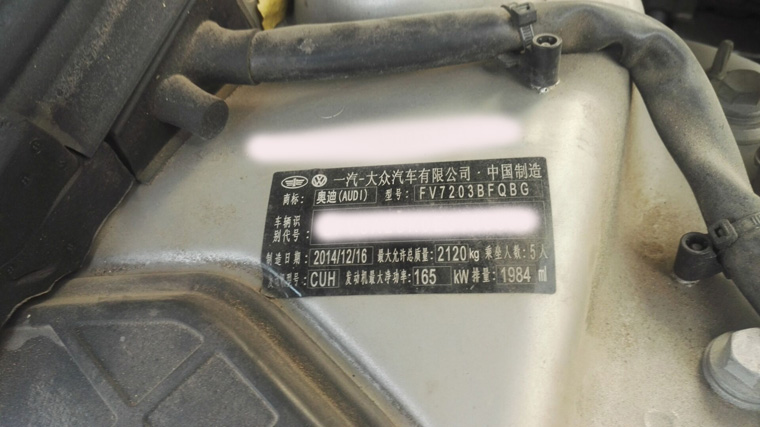 一汽-大众汽车有限公司·中国制造
商标: 奥迪(AUDI) 型号: FV7203BFQBG
车辆识
别代号:
制造日期: 2014/12/16 最大允许总质量: 2120kg 乘坐人数: 5人
发动机型号: CUH 发动机最大净功率: 165 kW 排量: 1984 ml